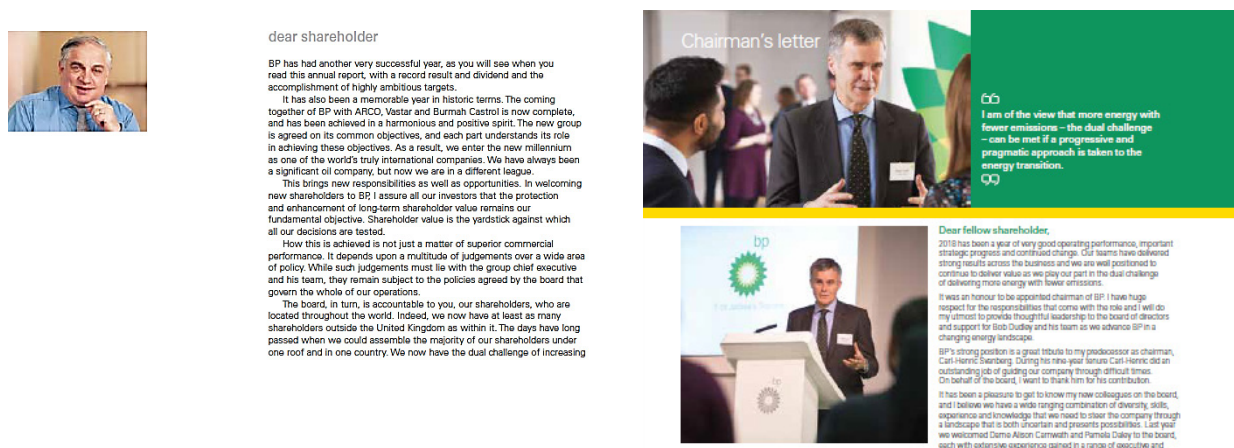 dear shareholder
BP has had another very successful year, as you will see when you
read this annual report, with a record result and dividend and the
accomplishment of highly ambitious targets.
It has also been a memorable year in historic terms. The coming
together of BP with ARCO, Vastar and Burmah Castrol is now complete,
and has been achieved in a harmonious and positive spirit. The new group
is agreed on its common objectives, and each part understands its role
in achieving these objectives. As a result, we enter the new millennium
as one of the world's truly international companies. We have always been
a significant oil company, but now we are in a different league.
This brings new responsibilities as well as opportunities. In welcoming
new shareholders to BP, I assure all our investors that the protection
and enhancement of long-term shareholder value remains our
fundamental objective. Shareholder value is the yardstick against which
all our decisions are tested.
How this is achieved is not just a matter of superior commercial
performance. It depends upon a multitude of judgements over a wide area
of policy. While such judgements must lie with the group chief executive
and his team, they remain subject to the policies agreed by the board that
govern the whole of our operations.
The board, in turn, is accountable to you, our shareholders, who are
located throughout the world. Indeed, we now have at least as many
shareholders outside the United Kingdom as within it. The days have long
passed when we could assemble the majority of our shareholders under
one roof and in one country. We now have the dual challenge of increasing
Chairman's letter
I am of the view that more energy with
fewer emissions – the dual challenge
– can be met if a progressive and
pragmatic approach is taken to the
energy transition.
bp
bp
Dear fellow shareholder,
2018 has been a year of very good operating performance, important
strategic progress and continued change. Our teams have delivered
strong results across the business and we are well positioned to
continue to deliver value as we play our part in the dual challenge
of delivering more energy with fewer emissions.
It was an honour to be appointed chairman of BP. I have huge
respect for the responsibilities that come with the role and I will do
my utmost to provide thoughtful leadership to the board of directors
and support for Bob Dudley and his team as we advance BP in a
changing energy landscape.
BP's strong position is a great tribute to my predecessor as chairman,
Carl-Henric Svanberg. During his nine-year tenure Carl-Henric did an
outstanding job of guiding our company through difficult times.
On behalf of the board, I want to thank him for his contribution.
It has been a pleasure to get to know my new colleagues on the board,
and I believe we have a wide ranging combination of diversity, skills,
experience and knowledge that we need to steer the company through
a landscape that is both uncertain and presents possibilities. Last year
we welcomed Dame Alison Carnwath and Pamela Daley to the board,
each with extensive experience gained in a range of executive and